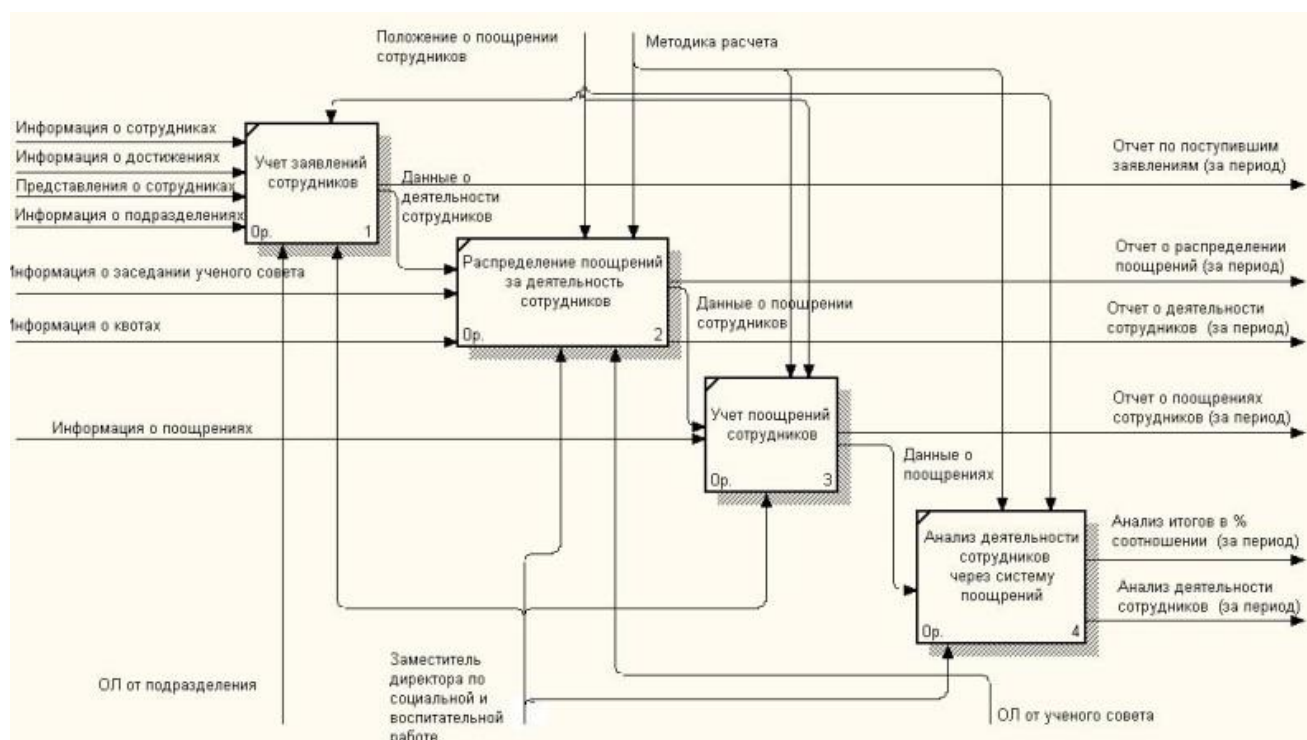 Положение о поощрении
сотрудников
Методика расчета
Информация о сотрудниках
Информация о достижениях
Представления о сотрудниках
Информация о подразделениях
Учет заявлений
сотрудников
0р.
1
Данные о
деятельности
сотрудников
Отчет по поступившим
заявлениям (за период)
нформация о заседании ученого совета
нформация о квотах
Распределение поощрений
за деятельность
сотрудников
0р.
2
Отчет о распределении
поощрений (за период)
Данные о поощрении
сотрудников
Отчет о деятельности
сотрудников (за период)
Информация о поощрениях
Учет поощрений
сотрудников
0р.
3
Отчет о поощрениях
сотрудников (за период)
Данные о
поощрениях
Анализ деятельности
сотрудников
через систему
поощрений
0р.
4
Анализ итогов в %
соотношении (за период)
Анализ деятельности
сотрудников (за период)
ОЛ от подразделения
Заместитель
директора по
социальной и
воспитательной
работе
ОЛ от ученого совета